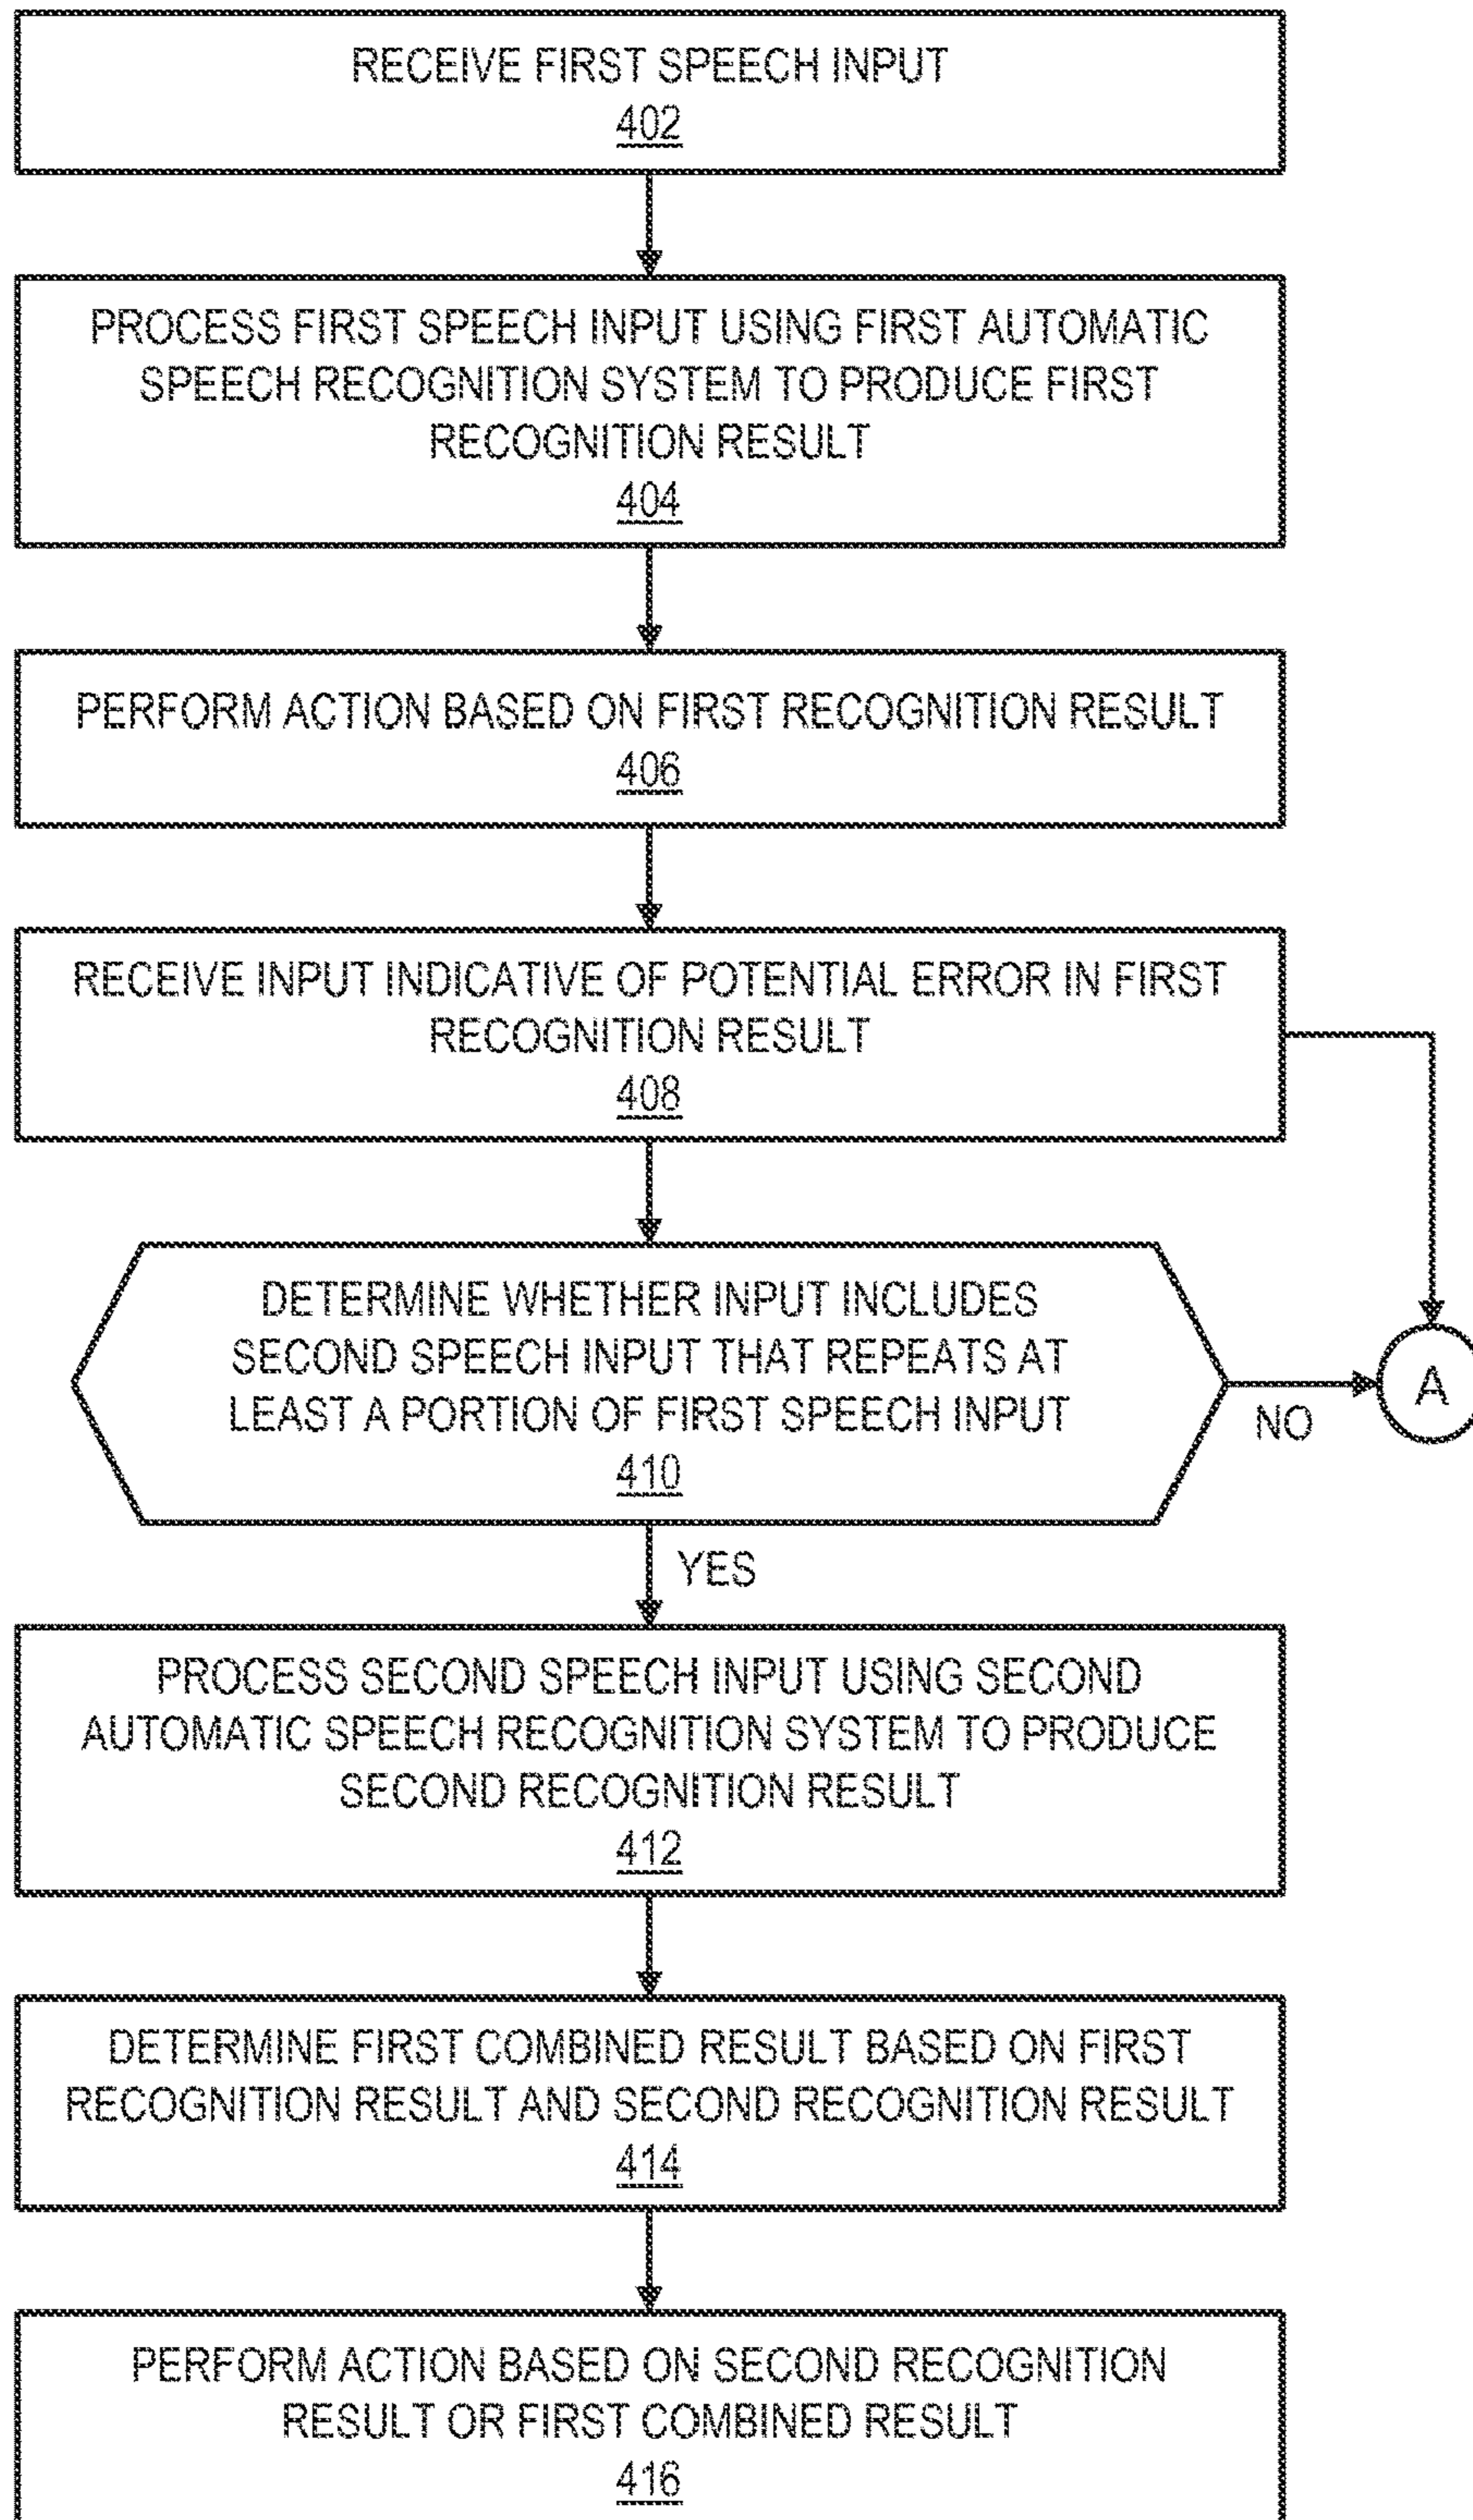 RECEIVE FIRST SPEECH INPUT
402
PROCESS FIRST SPEECH INPUT USING FIRST AUTOMATIC
SPEECH RECOGNITION SYSTEM TO PRODUCE FIRST
RECOGNITION RESULT
404
PERFORM ACTION BASED ON FIRST RECOGNITION RESULT
406
RECEIVE INPUT INDICATIVE OF POTENTIAL ERROR IN FIRST
RECOGNITION RESULT
408
DETERMINE WHETHER INPUT INCLUDES
SECOND SPEECH INPUT THAT REPEATS AT
LEAST A PORTION OF FIRST SPEECH INPUT
410
NO
A
YES
PROCESS SECOND SPEECH INPUT USING SECOND
AUTOMATIC SPEECH RECOGNITION SYSTEM TO PRODUCE
SECOND RECOGNITION RESULT
412
DETERMINE FIRST COMBINED RESULT BASED ON FIRST
RECOGNITION RESULT AND SECOND RECOGNITION RESULT
414
PERFORM ACTION BASED ON SECOND RECOGNITION
RESULT OR FIRST COMBINED RESULT
416